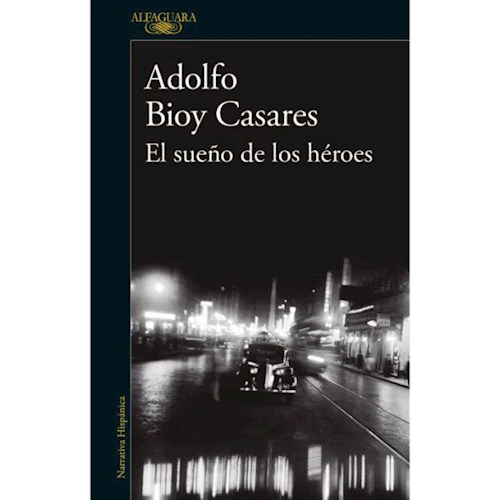 ALFAGUARA
Adolfo
Bioy Casares
El sueño de los héroes
Narrativa Hispánica